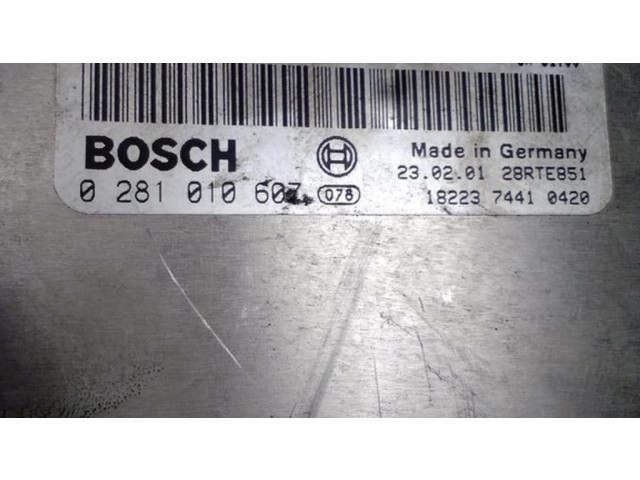 BOSCH
Made in Germany
0 281 010 607 078
23.02.01 28RTE851
18223 7441 0420